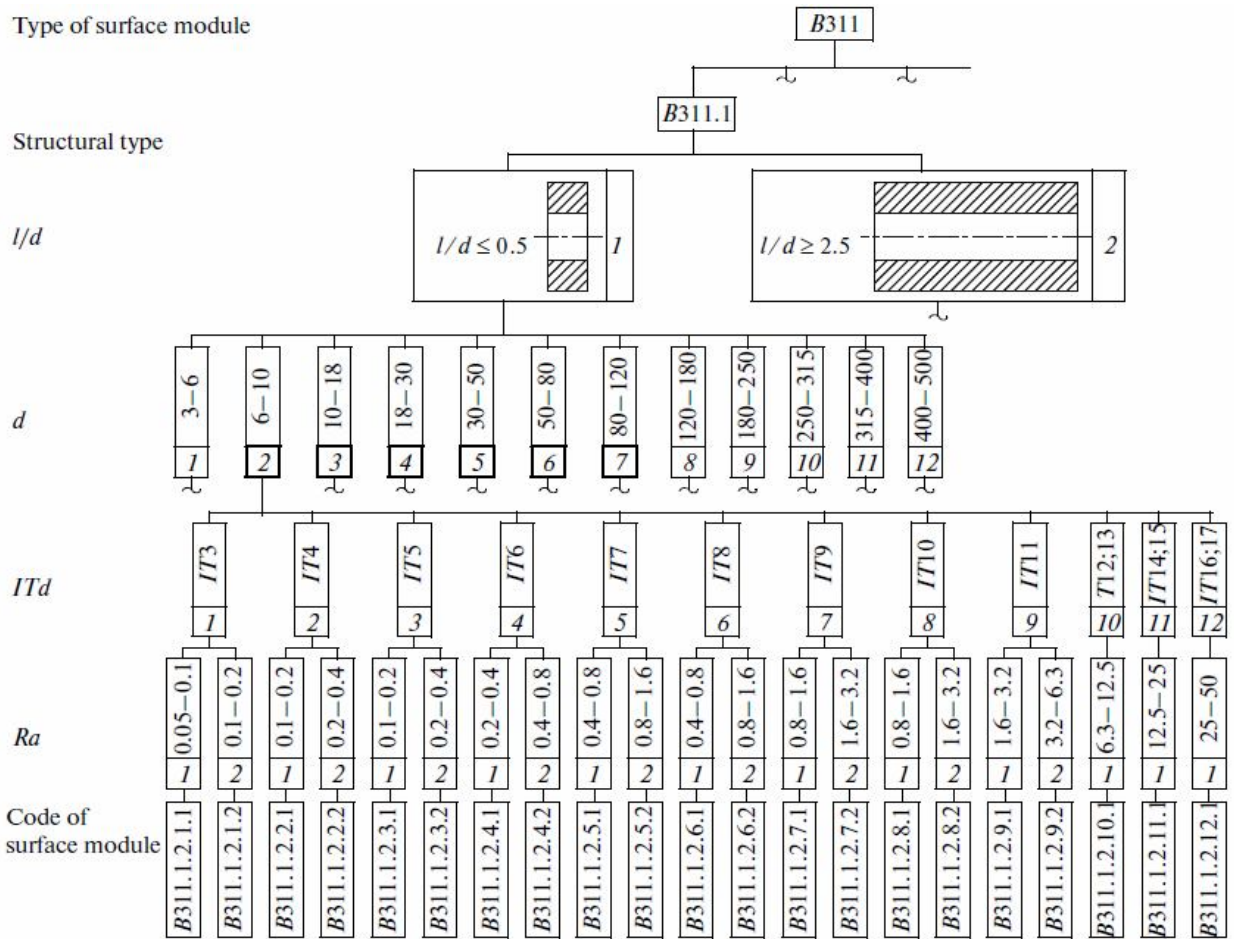 Type of surface module
B311
B311.1
Structural type
l/d
l/d ≤ 0.5
1
l/d ≥ 2.5
2
d
3–6
6–10
10–18
18–30
30–50
50–80
80–120
120–180
180–250
250–315
315–400
400–500
1
2
3
4
5
6
7
8
9
10
11
12
ITd
IT3
IT4
IT5
IT6
IT7
IT8
IT9
IT10
IT11
T12;13
IT14;15
IT16;17
1
2
3
4
5
6
7
8
9
10
11
12
Ra
0.05–0.1
0.1–0.2
0.1–0.2
0.2–0.4
0.1–0.2
0.2–0.4
0.2–0.4
0.4–0.8
0.4–0.8
0.8–1.6
0.4–0.8
0.8–1.6
0.8–1.6
1.6–3.2
0.8–1.6
1.6–3.2
1.6–3.2
3.2–6.3
6.3–12.5
12.5–25
25–50
1
2
1
2
1
2
1
2
1
2
1
2
1
2
1
2
1
2
1
1
1
Code of
surface module
B311.1.2.1.1
B311.1.2.1.2
B311.1.2.2.1
B311.1.2.2.2
B311.1.2.3.1
B311.1.2.3.2
B311.1.2.4.1
B311.1.2.4.2
B311.1.2.5.1
B311.1.2.5.2
B311.1.2.6.1
B311.1.2.6.2
B311.1.2.7.1
B311.1.2.7.2
B311.1.2.8.1
B311.1.2.8.2
B311.1.2.9.1
B311.1.2.9.2
B311.1.2.10.1
B311.1.2.11.1
B311.1.2.12.1